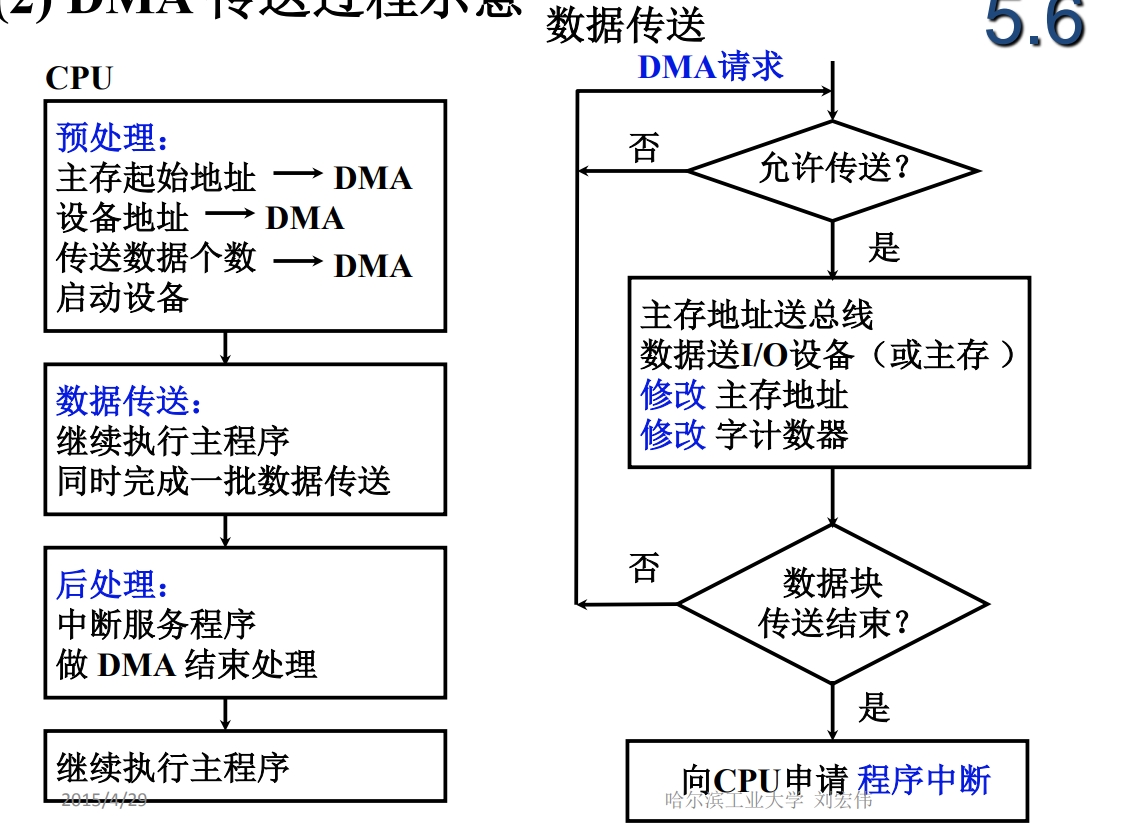 (2) DMA 传送过程示意
5.6
CPU
预处理：
主存起始地址 → DMA
设备地址 → DMA
传送数据个数 → DMA
启动设备
数据传送：
继续执行主程序
同时完成一批数据传送
后处理：
中断服务程序
做 DMA 结束处理
继续执行主程序
2015/4/29
数据传送
DMA请求
否
允许传送？
是
主存地址送总线
数据送I/O设备（或主存 ）
修改 主存地址
修改 字计数器
否
数据块
传送结束？
是
向CPU申请 程序中断
哈尔滨工业大学 刘宏伟